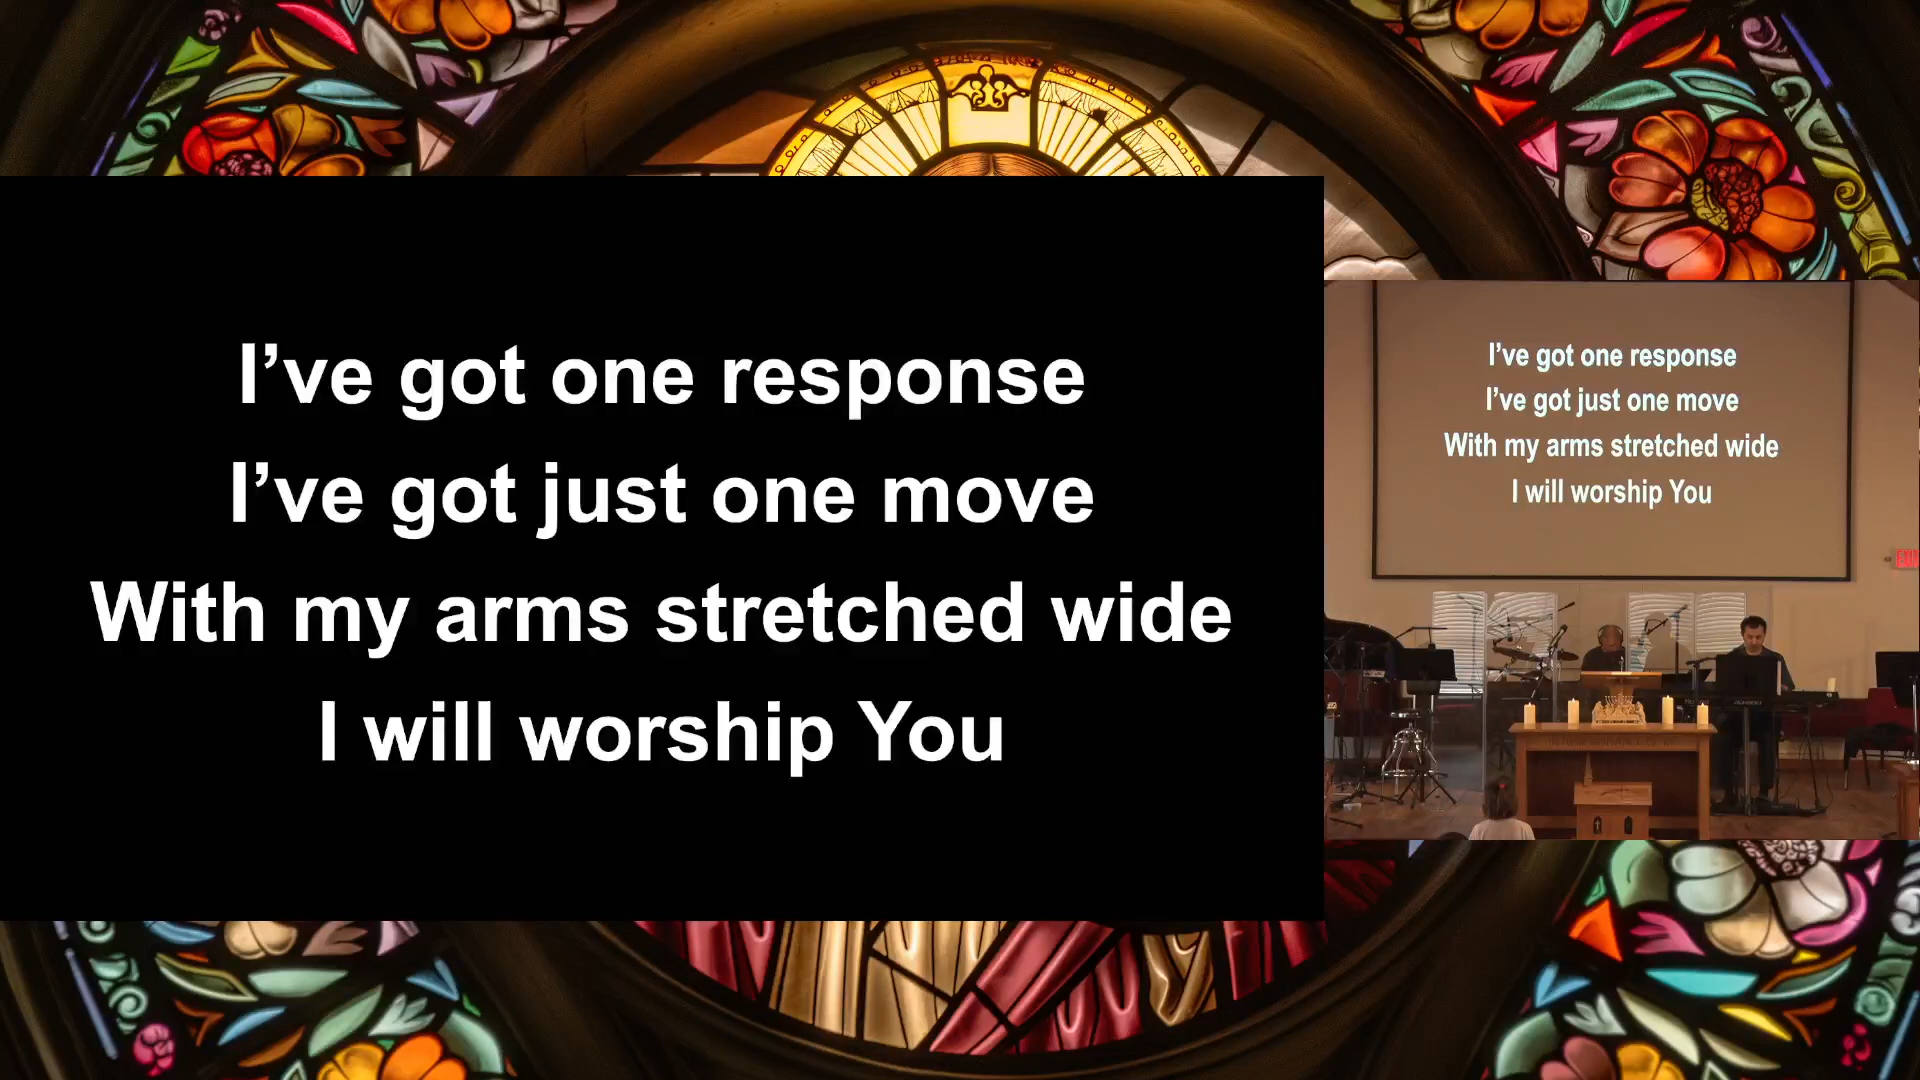 I’ve got one response
I’ve got just one move
With my arms stretched wide
I will worship You
I’ve got one response
I’ve got just one move
With my arms stretched wide
I will worship You